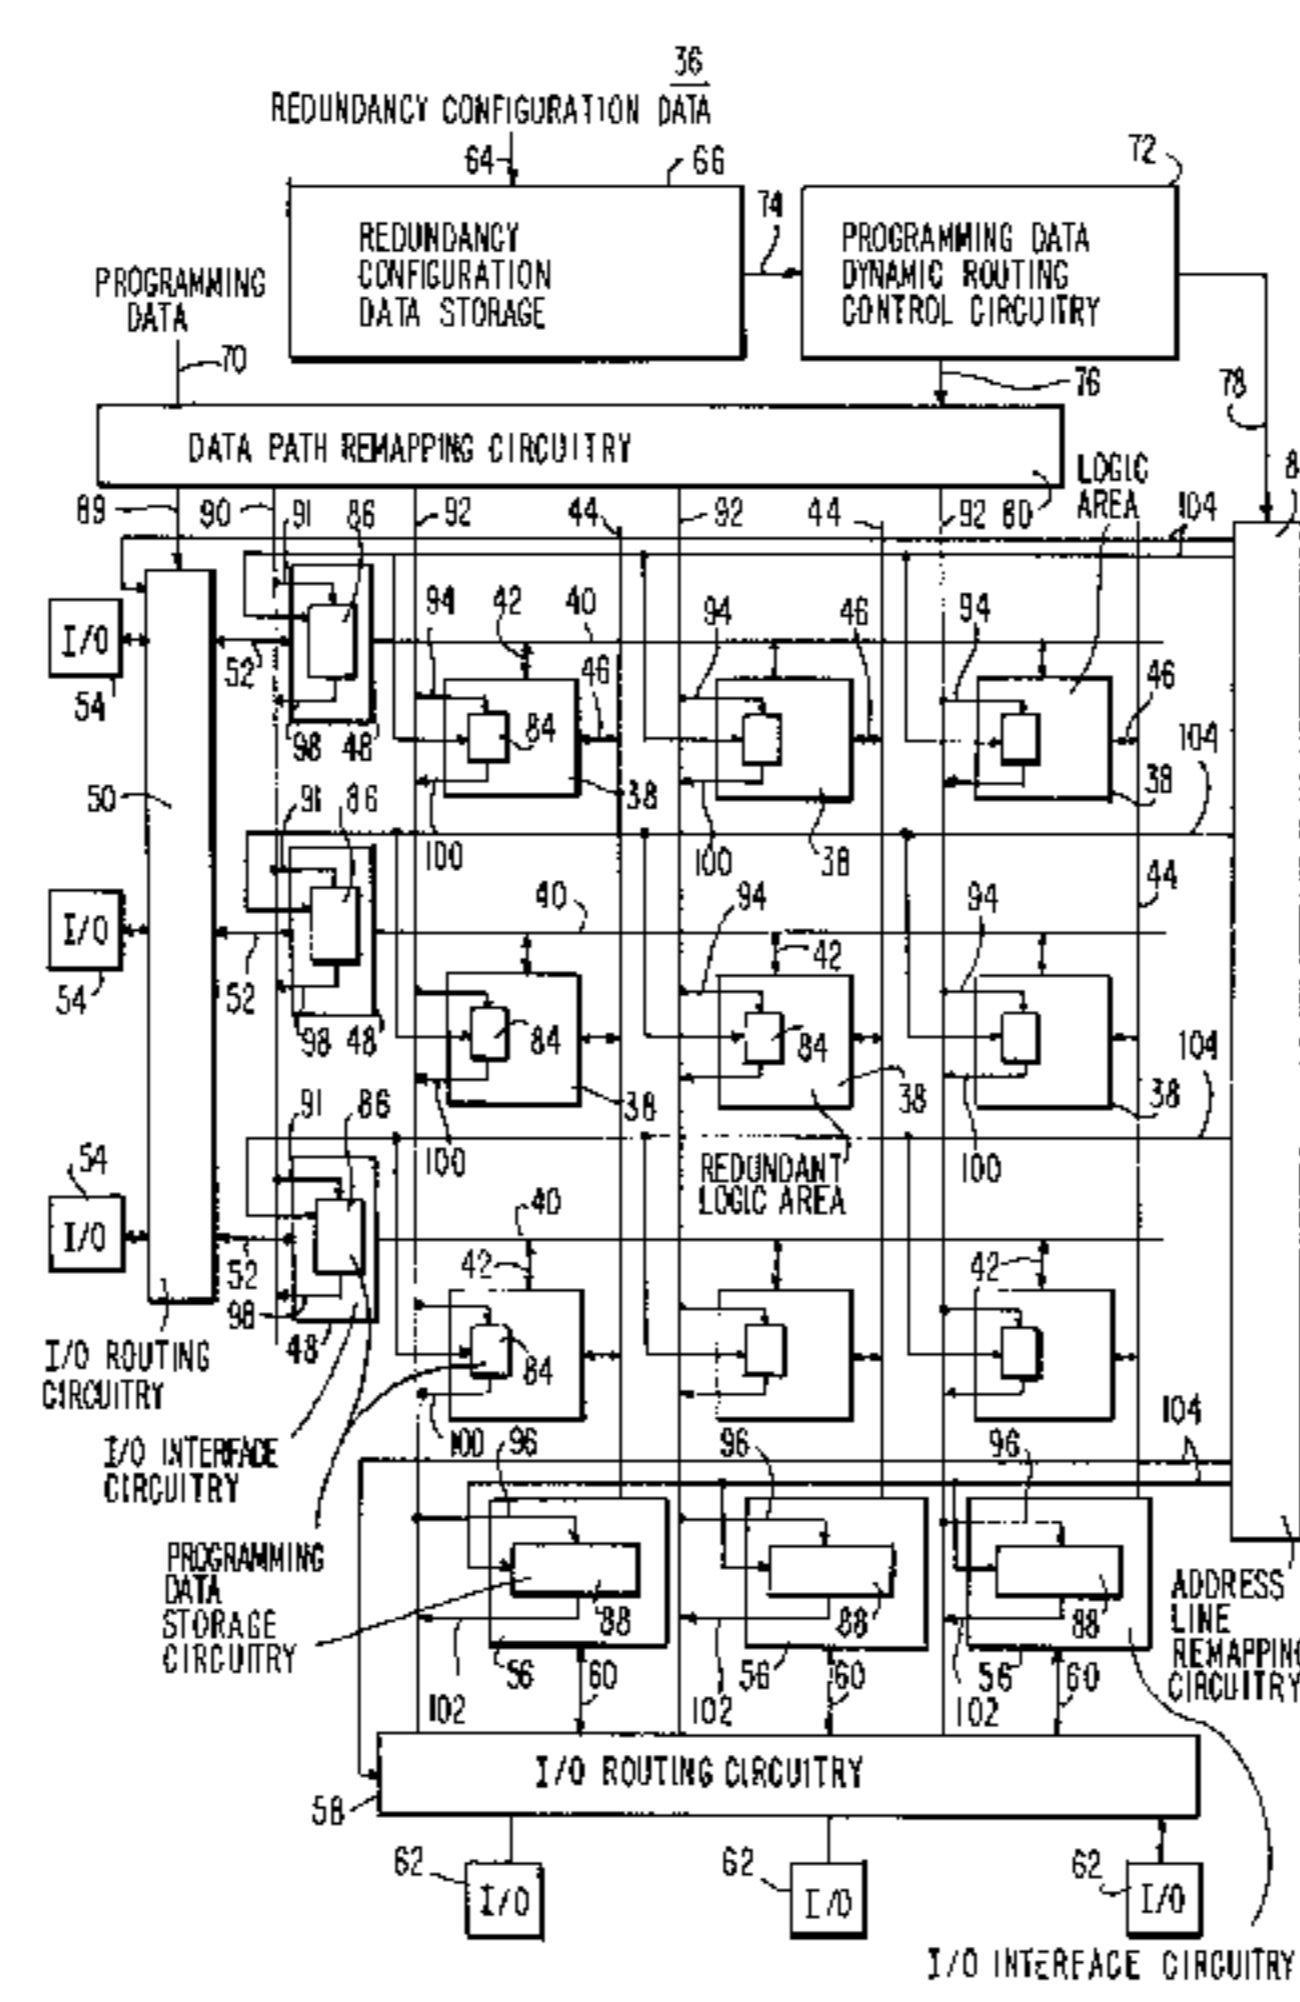 36
REDUNDANCY CONFIGURATION DATA
64
66
72
REDUNDANCY
CONFIGURATION
DATA STORAGE
74
PROGRAMMING DATA
DYNAMIC ROUTING
CONTROL CIRCUITRY
PROGRAMMING
DATA
70
76
78
DATA PATH REMAPPING CIRCUITRY
LOGIC
AREA
8
89 90 91 86 92 44 92 44 92 80 104
I/O
54
52
94 42 40 94 46 94
46
98 48
84
46
104
50
91 86
38
38
38
100
100
44
I/O
54
52
40
94
94
42
98 48
84
84
104
91 86
38
38
38
100
100
54
REDUNDANT
LOGIC AREA
I/O
52
40
42
42
98
48
84
I/O ROUTING
CIRCUITRY
100
96
96
96
104
I/O INTERFACE
CIRCUITRY
PROGRAMMING
DATA
STORAGE
CIRCUITRY
88
88
88
ADDRESS
LINE
REMAPPING
CIRCUITRY
56 60
56 60
56 60
102
102
102
I/O ROUTING CIRCUITRY
58
62
62
62
I/O
I/O
I/O
I/O INTERFACE CIRCUITRY